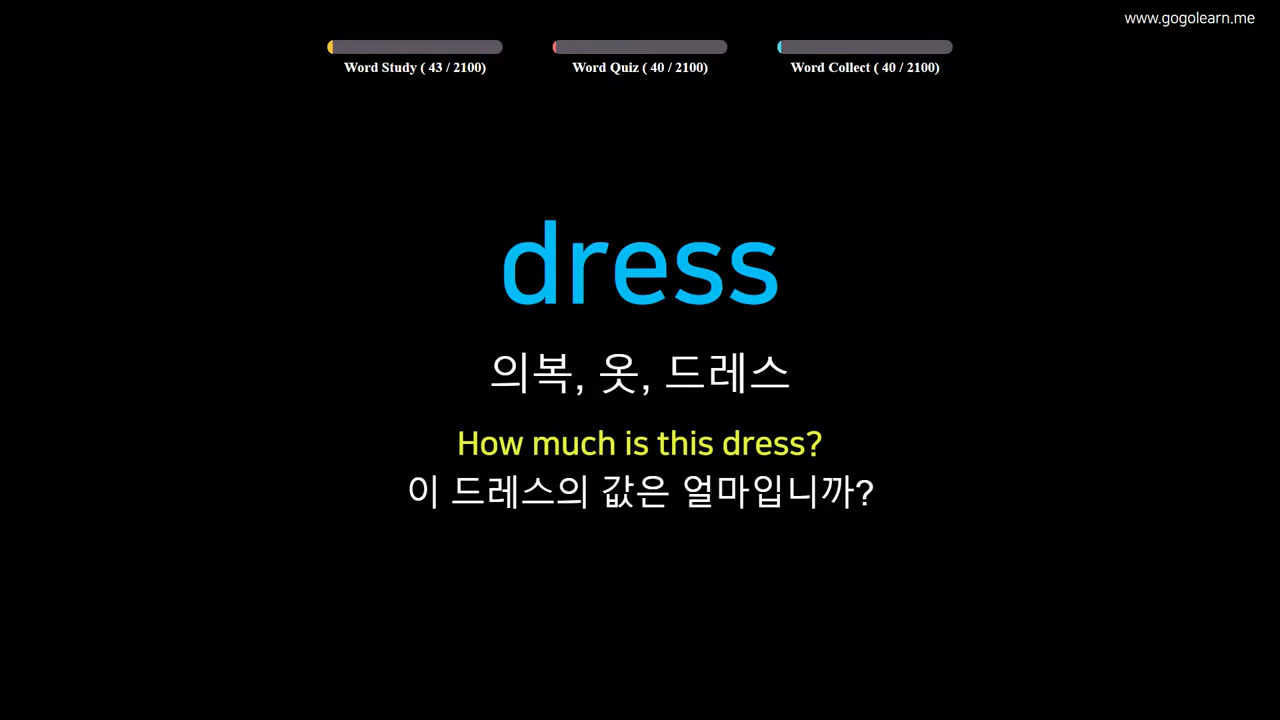 www.gogolearn.me
Word Study ( 43 / 2100)
Word Quiz ( 40 / 2100)
Word Collect ( 40 / 2100)
dress
의복, 옷, 드레스
How much is this dress?
이 드레스의 값은 얼마입니까?